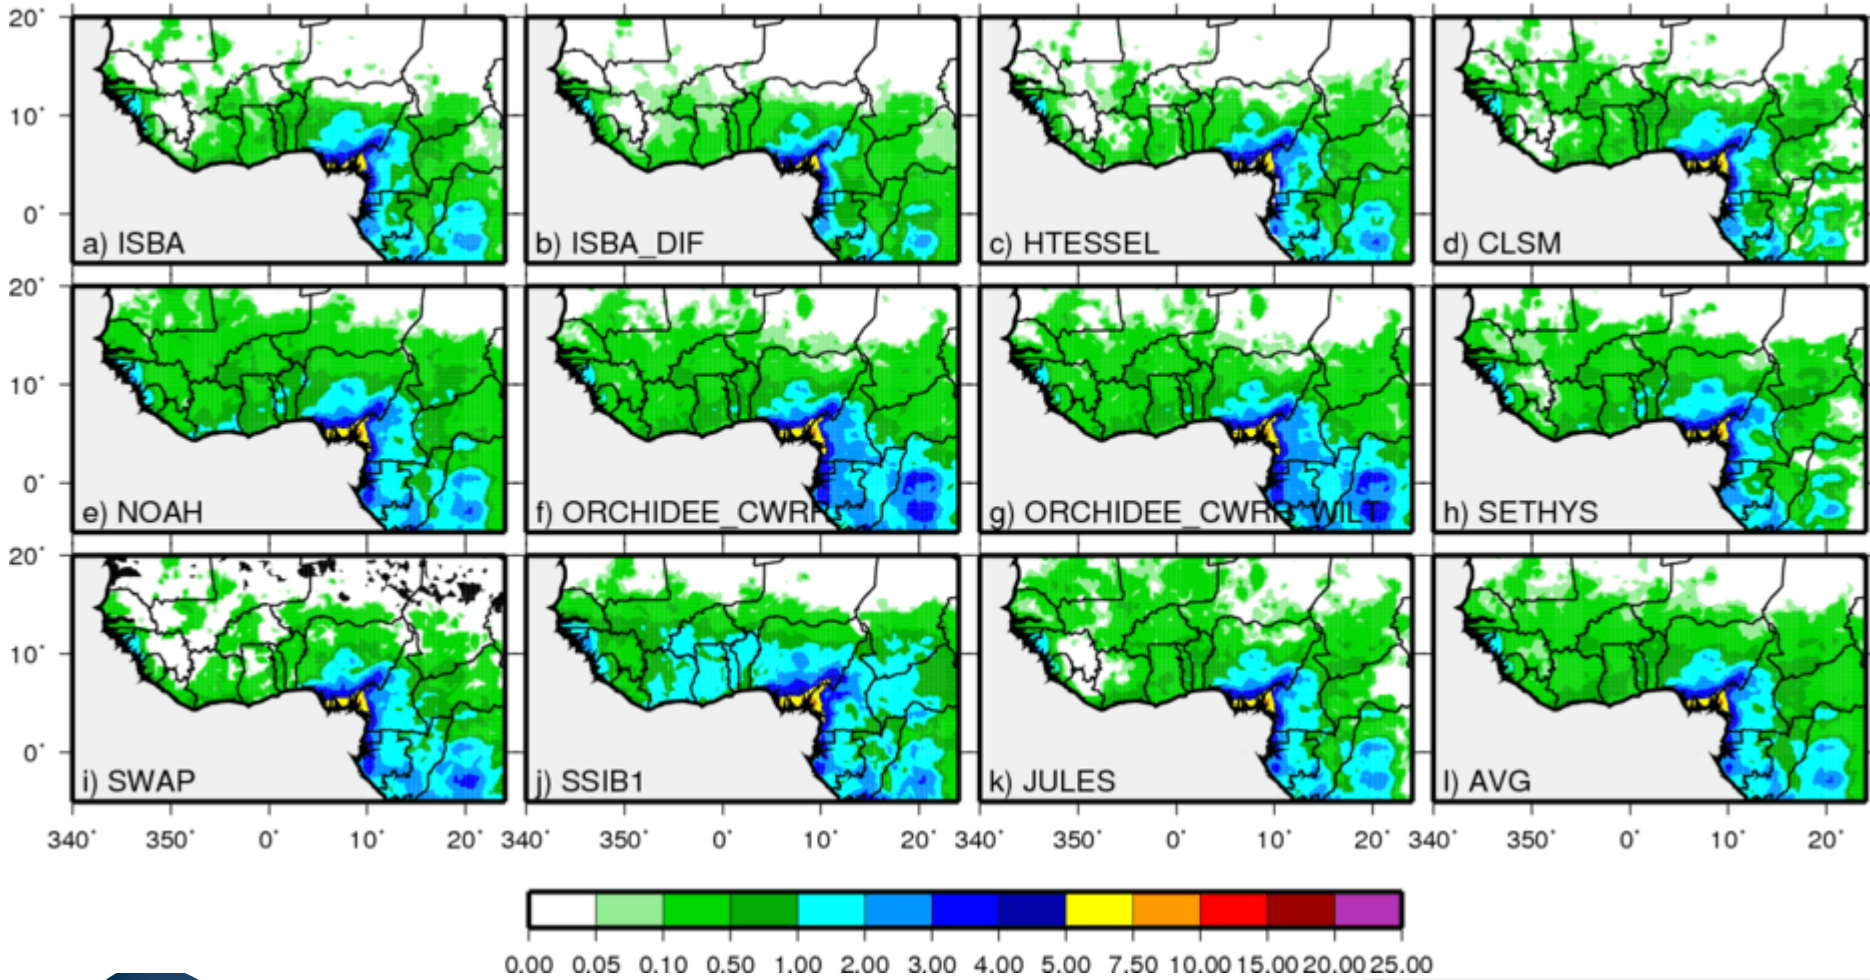 20°
10°
0°
a) ISBA b) ISBA_DIF c) HTESSEL d) CLSM
20°
10°
0°
e) NOAH f) ORCHIDEE_CWRR g) ORCHIDEE_CWRR_WILT h) SETHYS
20°
10°
0°
i) SWAP j) SSIB1 k) JULES l) AVG
340° 350° 0° 10° 20° 340° 350° 0° 10° 20° 340° 350° 0° 10° 20° 340° 350° 0° 10° 20°
0.00 0.05 0.10 0.50 1.00 2.00 3.00 4.00 5.00 7.50 10.00 15.00 20.00 25.00